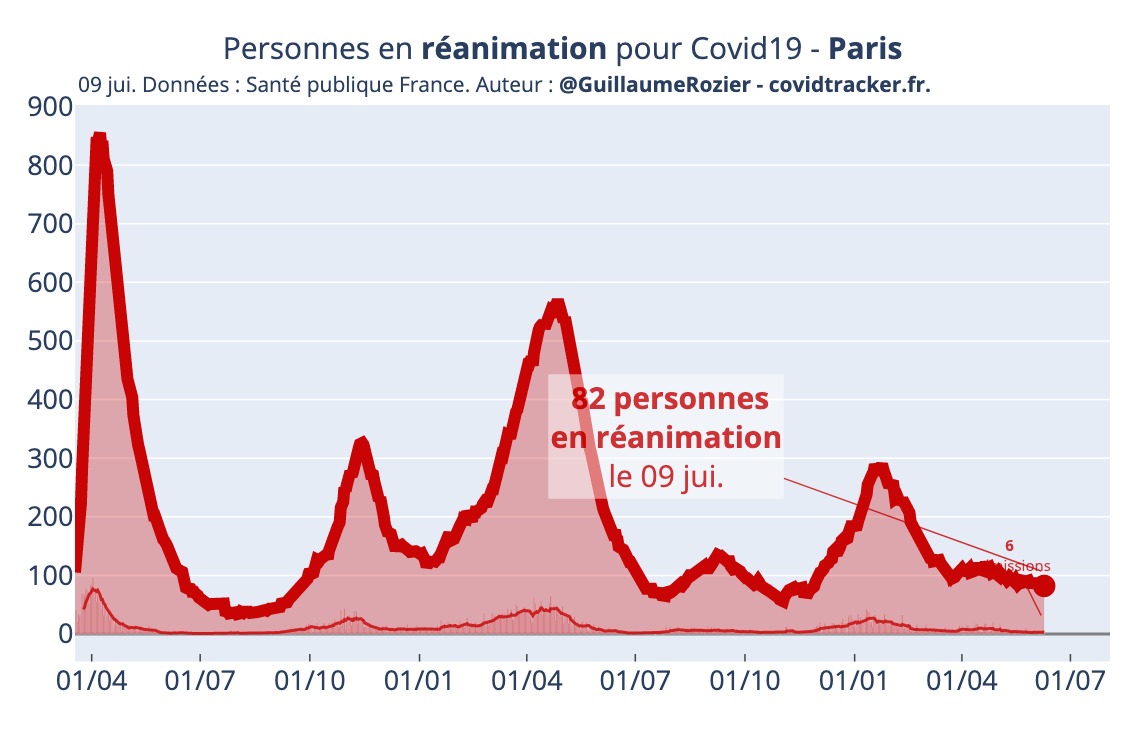 Personnes en réanimation pour Covid19 - Paris
09 jui. Données : Santé publique France. Auteur : @GuillaumeRozier - covidtracker.fr.
900
800
700
600
500
400
300
200
100
0
82 personnes
en réanimation
le 09 jui.
6
01/04 01/07 01/10 01/01 01/04 01/07 01/10 01/01 01/04 01/07